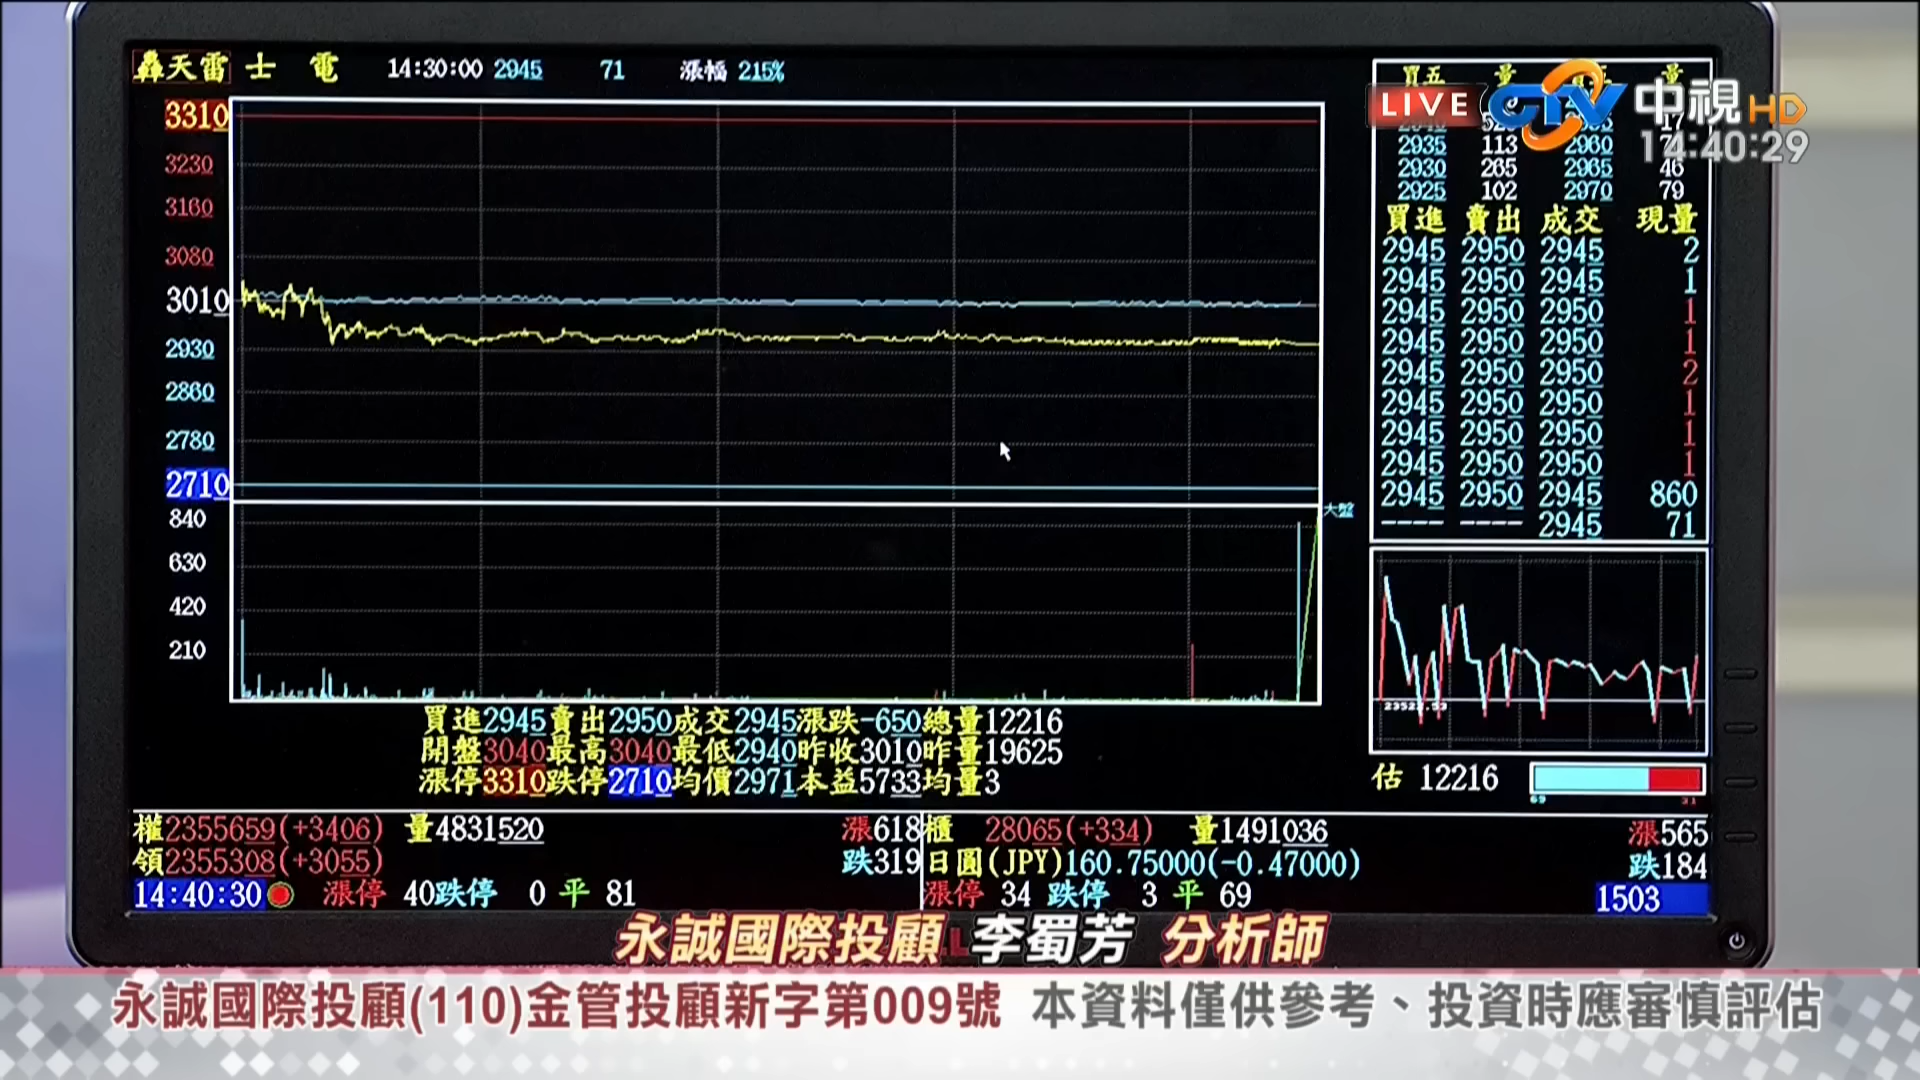 轟天雷 士 電 14:30:00 2945 71 漲幅 215%
LIVE CTV 中視 HD
14:40:29
3310
3230
3160
3080
3010
2930
2860
2780
2710
840
630
420
210
大盤
買五 量 量
2935 113 2960
2930 265 2965 46
2925 102 2970 79
買進 賣出 成交 現量
2945 2950 2945 2
2945 2950 2945 1
2945 2950 2950 1
2945 2950 2950 1
2945 2950 2950 2
2945 2950 2950 1
2945 2950 2950 1
2945 2950 2950 1
2945 2950 2945 860
---- ---- 2945 71
估 12216
69 31
買進2945賣出2950成交2945漲跌-650總量12216
開盤3040最高3040最低2940昨收3010昨量19625
漲停3310跌停2710均價2971本益5733均量3
權2355659(+3406) 量4831520 漲618
領2355308(+3055) 跌319
14:40:30 漲停 40跌停 0 平 81
櫃 28065(+334) 量1491036 漲565
日圓(JPY)160.75000(-0.47000) 跌184
漲停 34 跌停 3 平 69 1503
永誠國際投顧 李蜀芳 分析師
永誠國際投顧(110)金管投顧新字第009號 本資料僅供參考、投資時應審慎評估